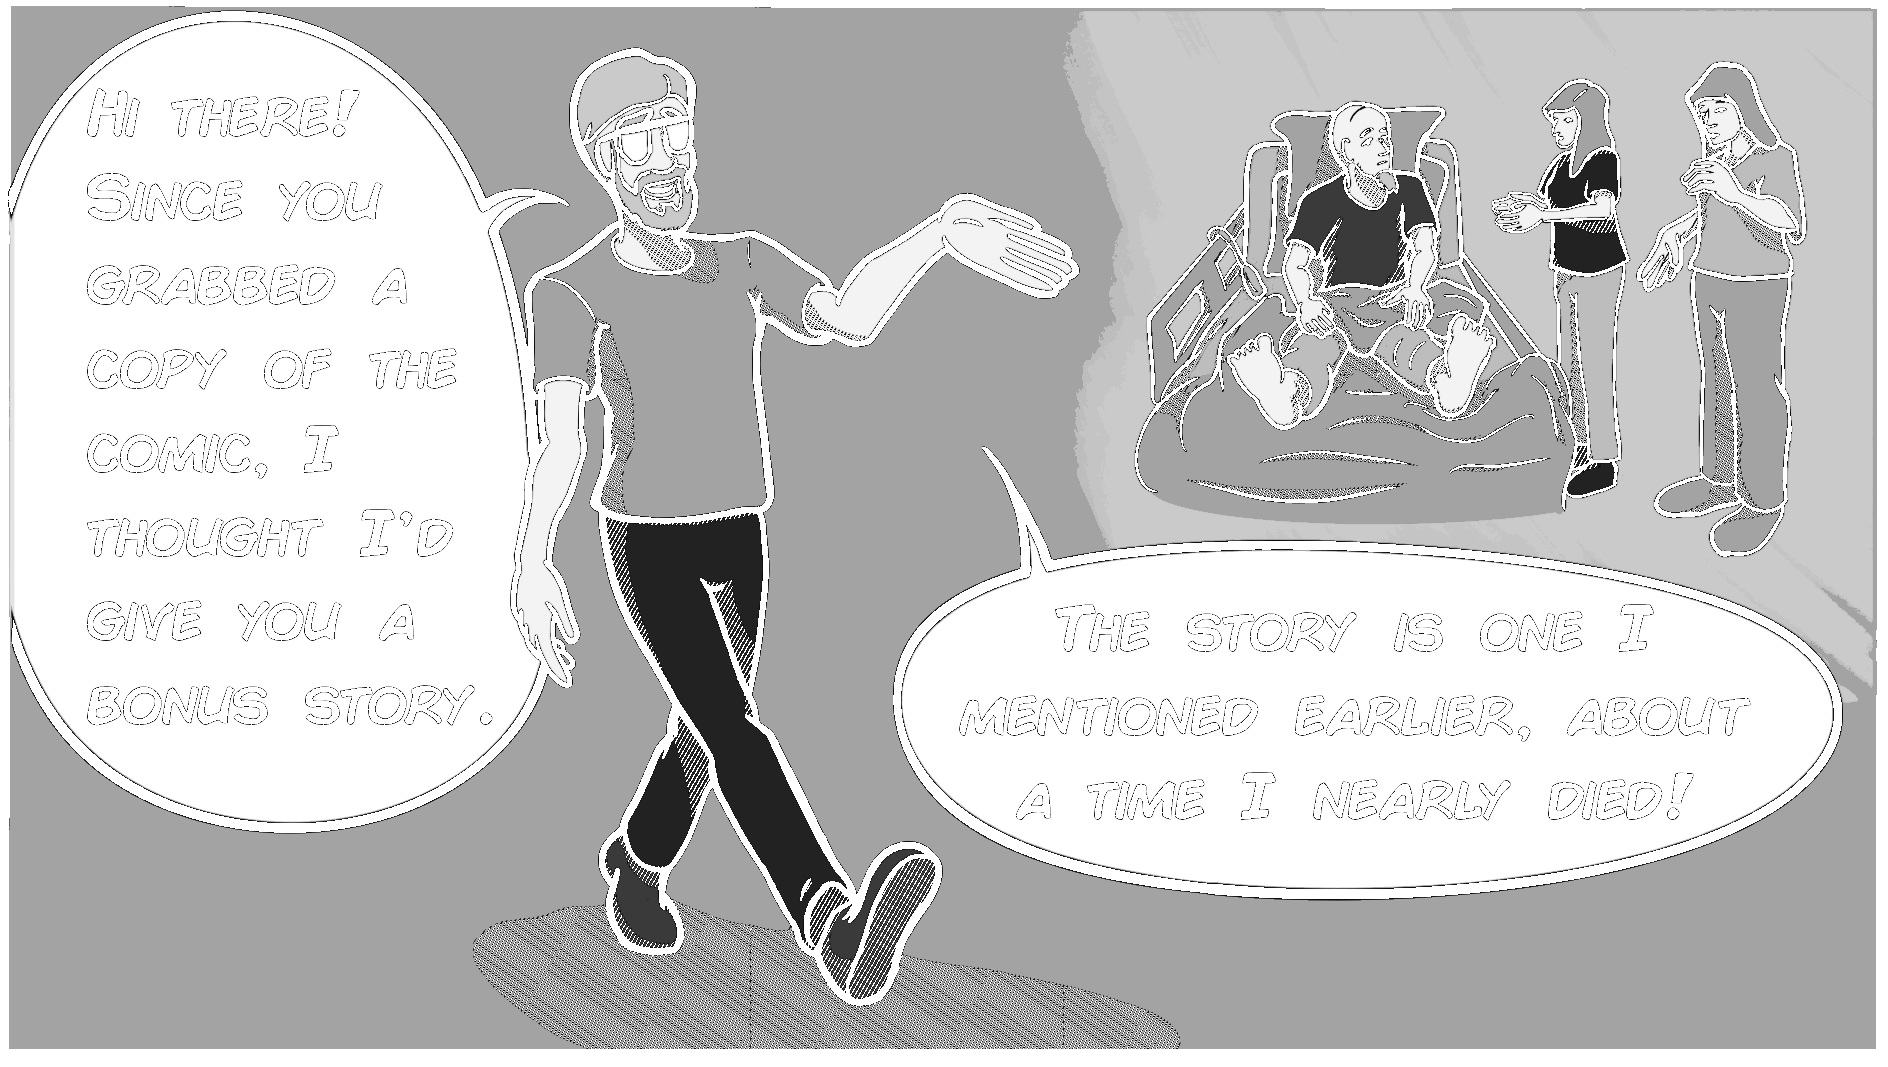 Hi there!
Since you
grabbed a
copy of the
comic, I
thought I'd
give you a
bonus story.
The story is one I
mentioned earlier, about
a time I nearly died!